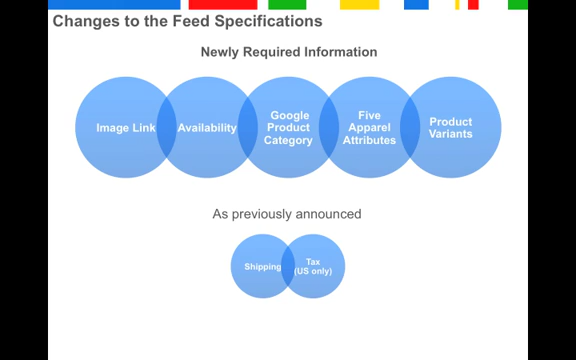 Changes to the Feed Specifications
Newly Required Information
Image Link
Availability
Google
Product
Category
Five
Apparel
Attributes
Product
Variants
As previously announced
Shipping
Tax
(US only)